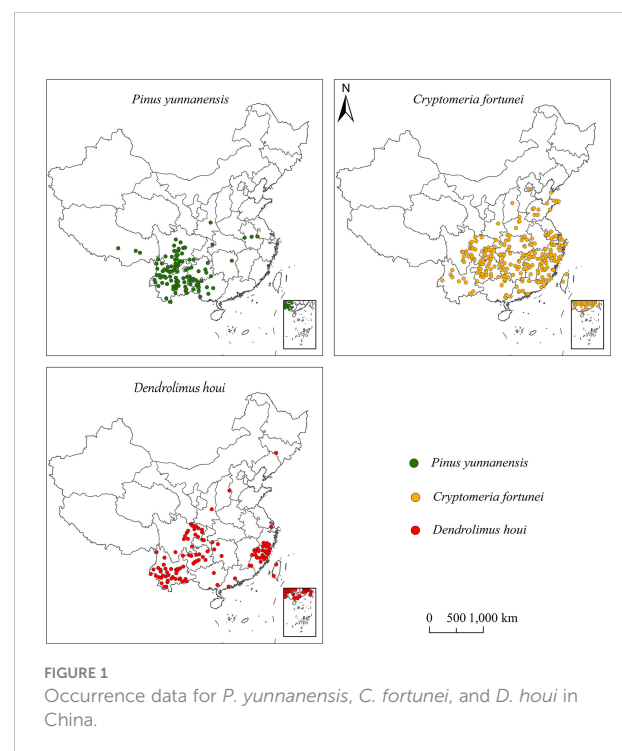 Pinus yunnanensis
N
Cryptomeria fortunei
Dendrolimus houi
Pinus yunnanensis
Cryptomeria fortunei
Dendrolimus houi
0 500 1,000 km
FIGURE 1
Occurrence data for P. yunnanensis, C. fortunei, and D. houi in
China.